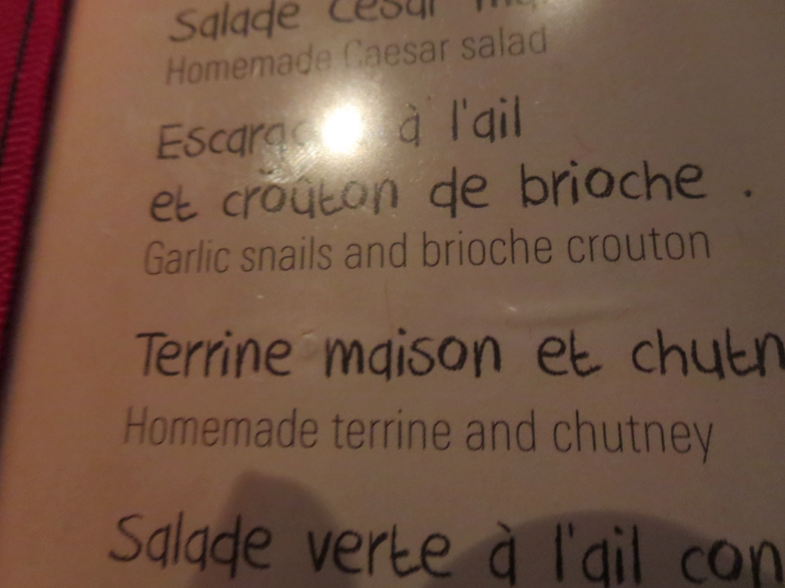 Salade César
Homemade Caesar salad
à l'ail
et croûton de brioche .
Garlic snails and brioche crouton
Terrine maison et
Homemade terrine and chutney
Salade verte à l'ail